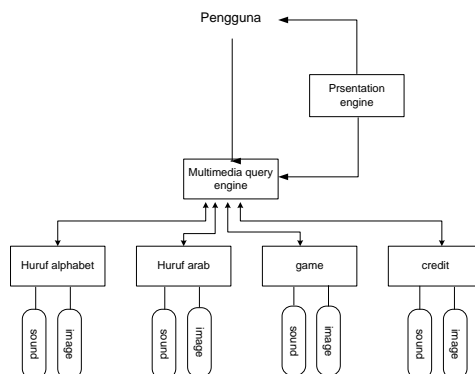 Pengguna
Prsentation
engine
Multimedia query
engine
Huruf alphabet
Huruf arab
game
credit
sound
image
sound
image
sound
image
sound
image